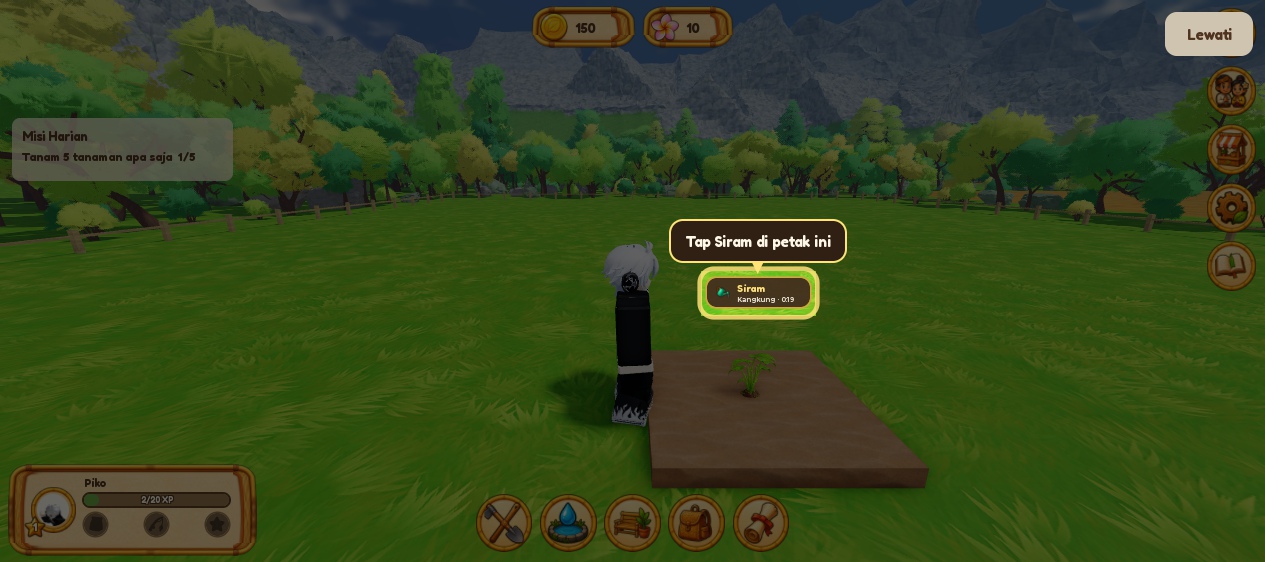 150
10
Lewati
Misi Harian
Tanam 5 tanaman apa saja 1/5
Tap Siram di petak ini
Siram
Kangkung · 0:19
Piko
2/20 XP
1